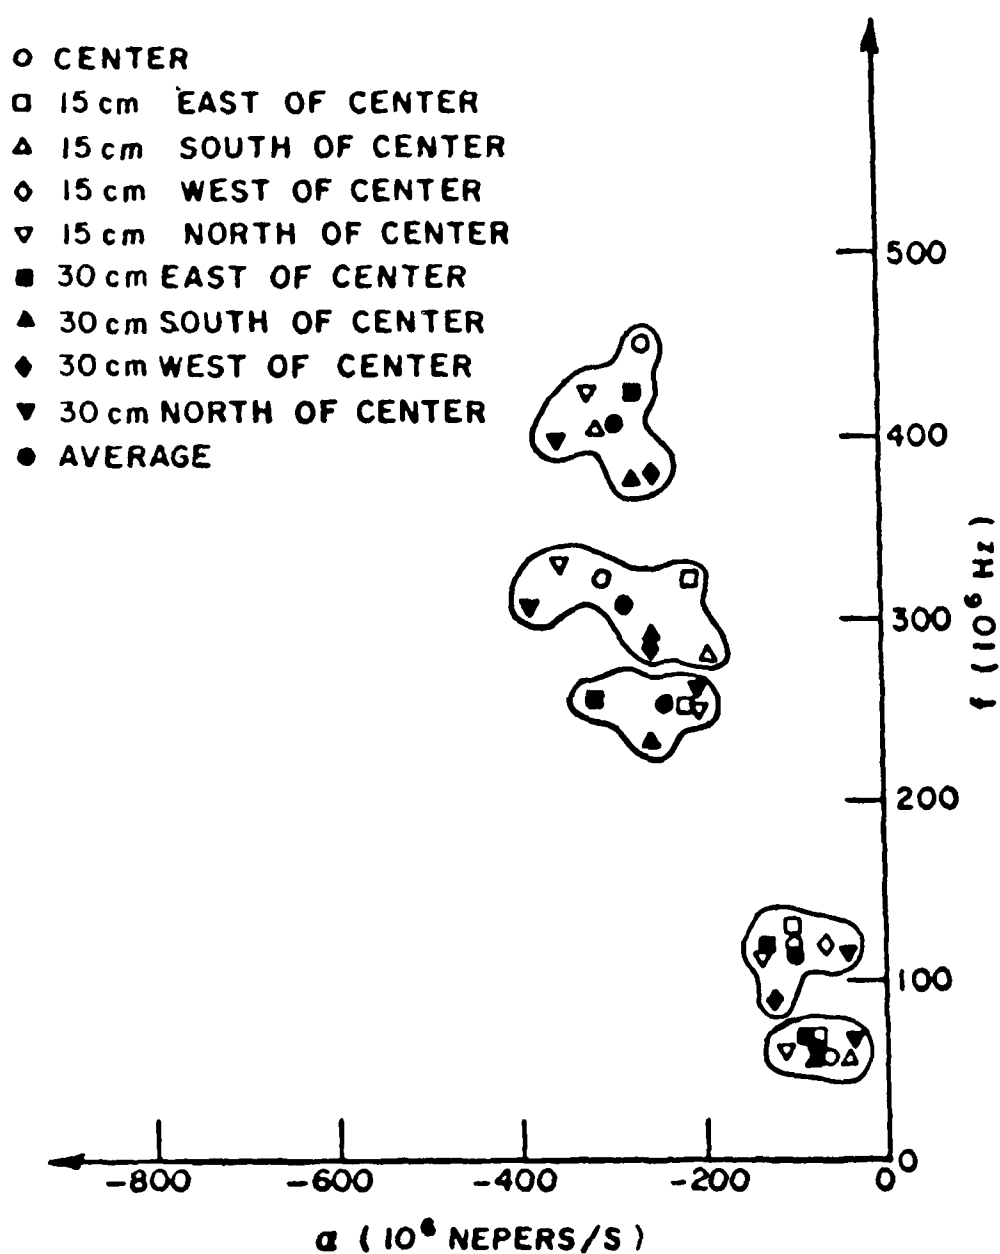 CENTER
15 cm EAST OF CENTER
15 cm SOUTH OF CENTER
15 cm WEST OF CENTER
15 cm NORTH OF CENTER
30 cm EAST OF CENTER
30 cm SOUTH OF CENTER
30 cm WEST OF CENTER
30 cm NORTH OF CENTER
AVERAGE
500
400
300
200
100
0
f (10⁶ Hz)
-800 -600 -400 -200 0
α (10⁶ NEPERS/S)